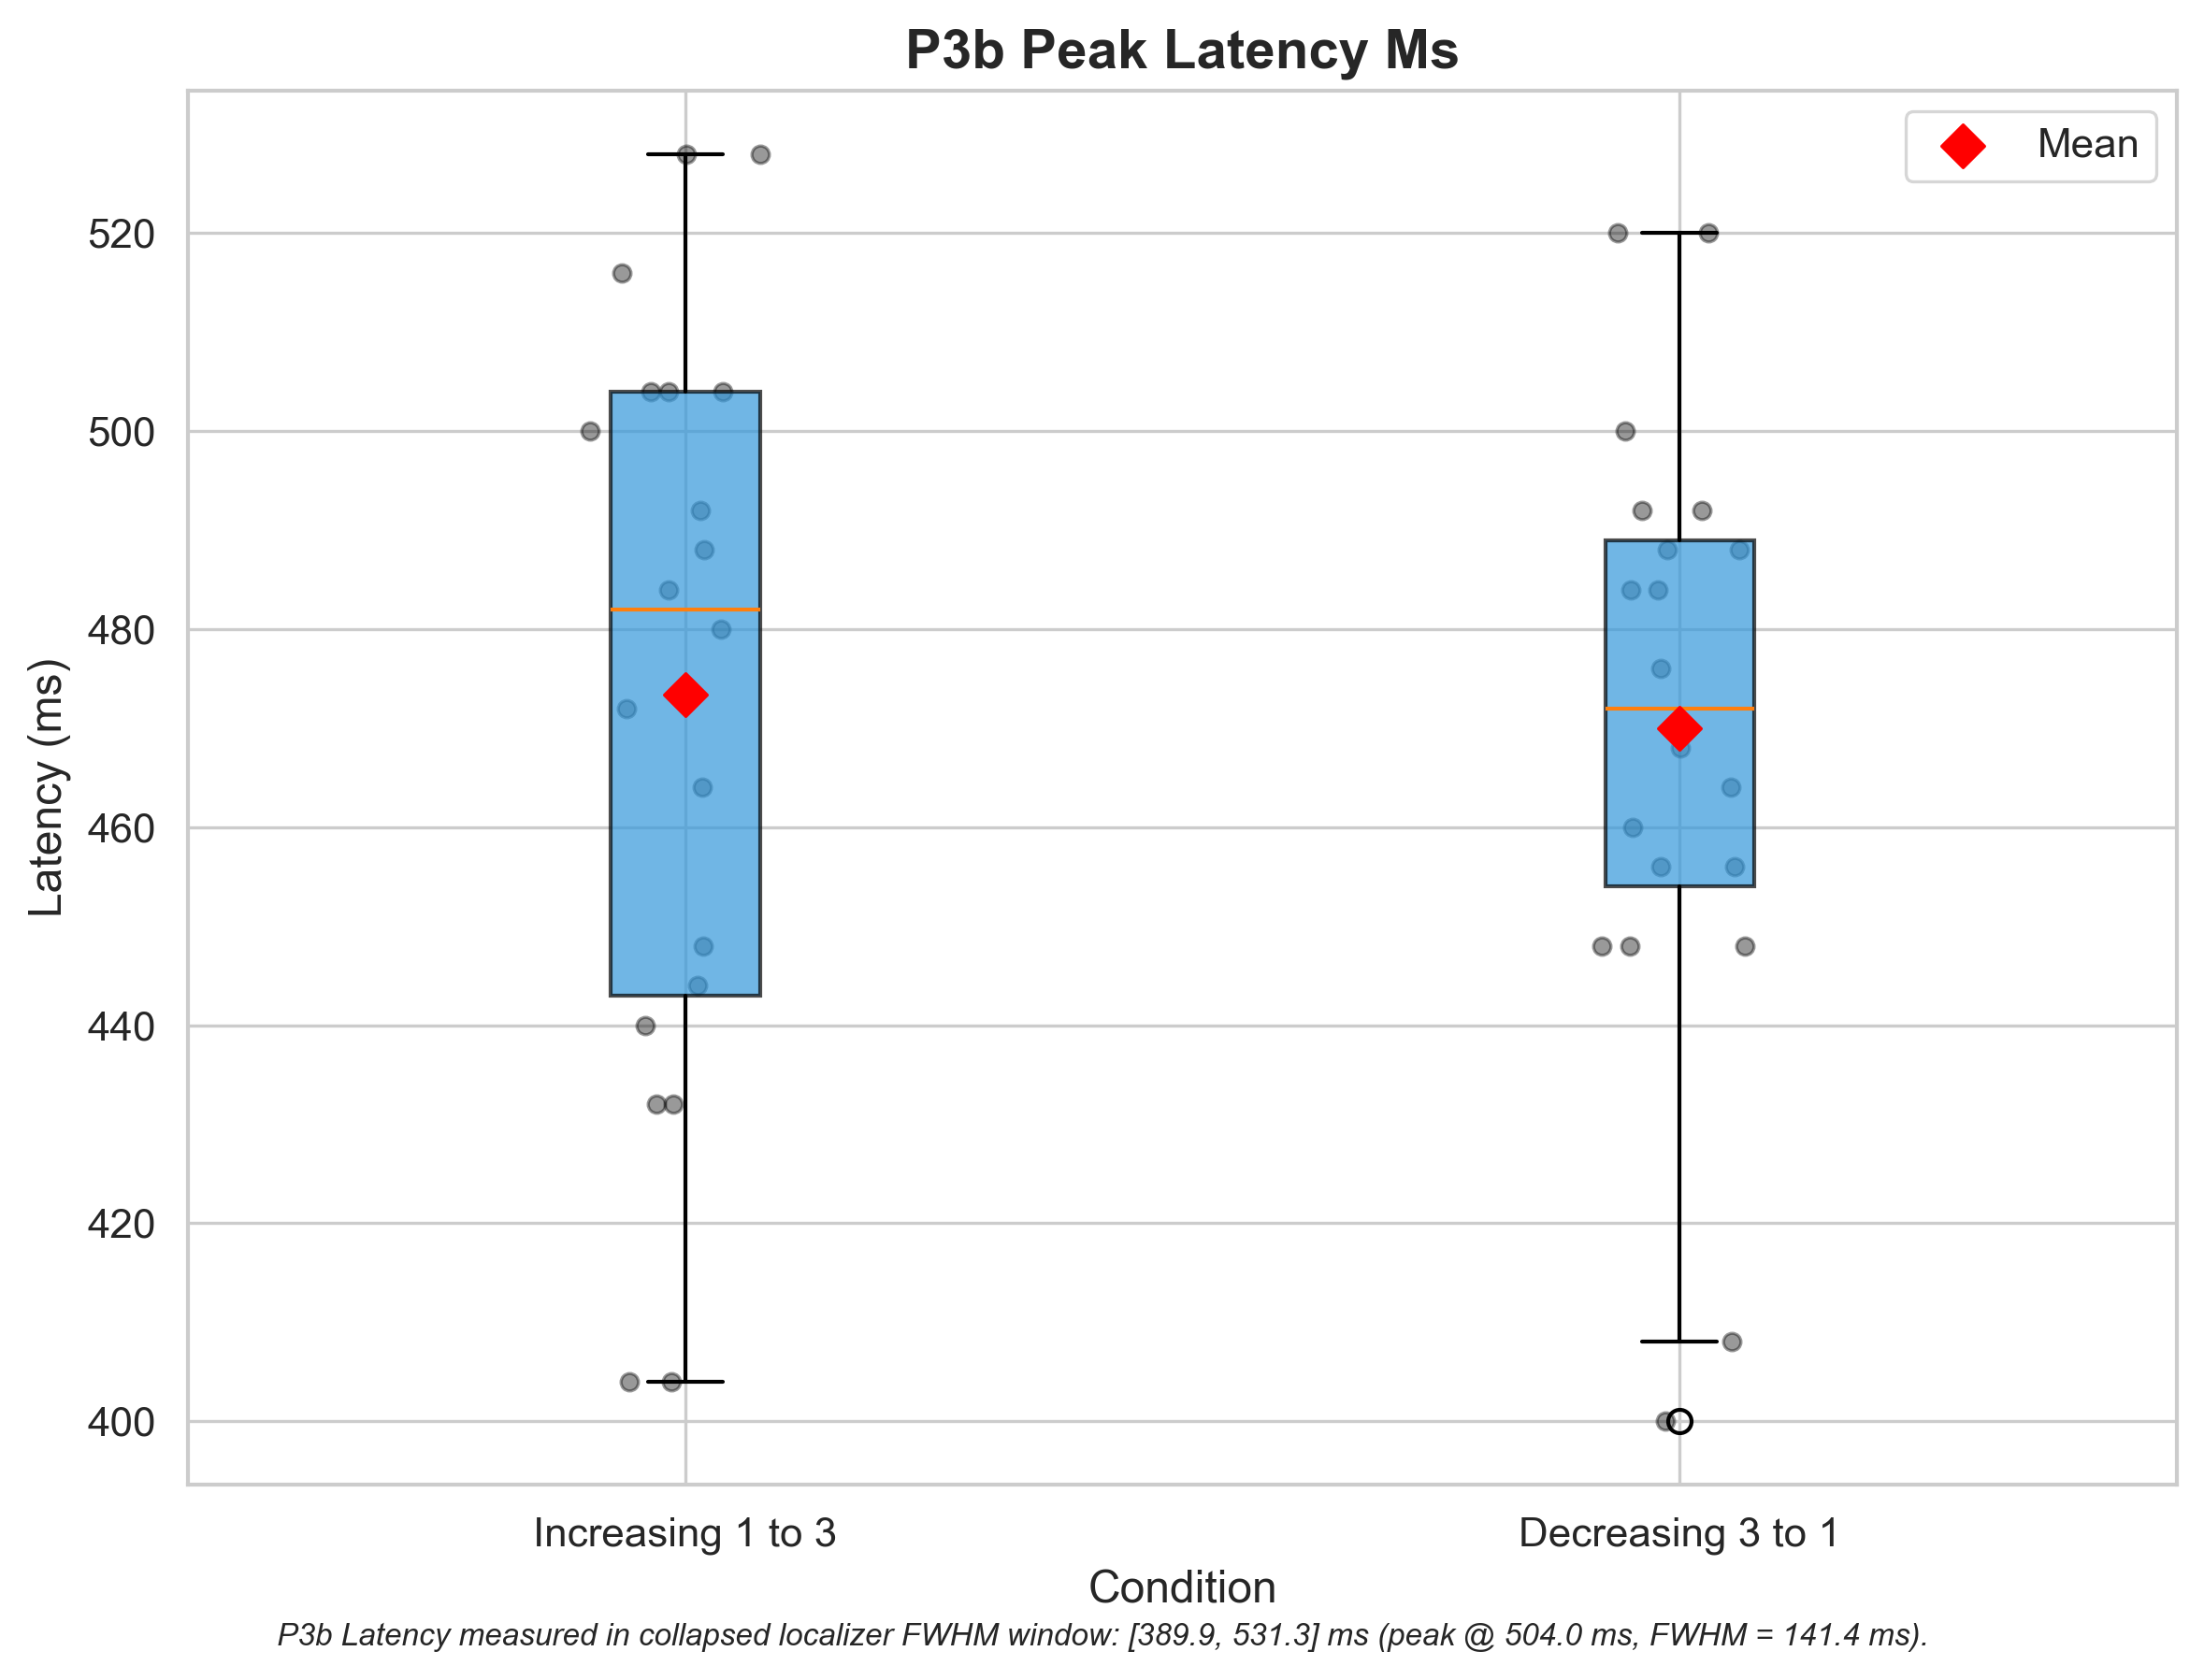 P3b Peak Latency Ms
Mean
520
500
480
460
440
420
400
Latency (ms)
Increasing 1 to 3
Decreasing 3 to 1
Condition
P3b Latency measured in collapsed localizer FWHM window: [389.9, 531.3] ms (peak @ 504.0 ms, FWHM = 141.4 ms).